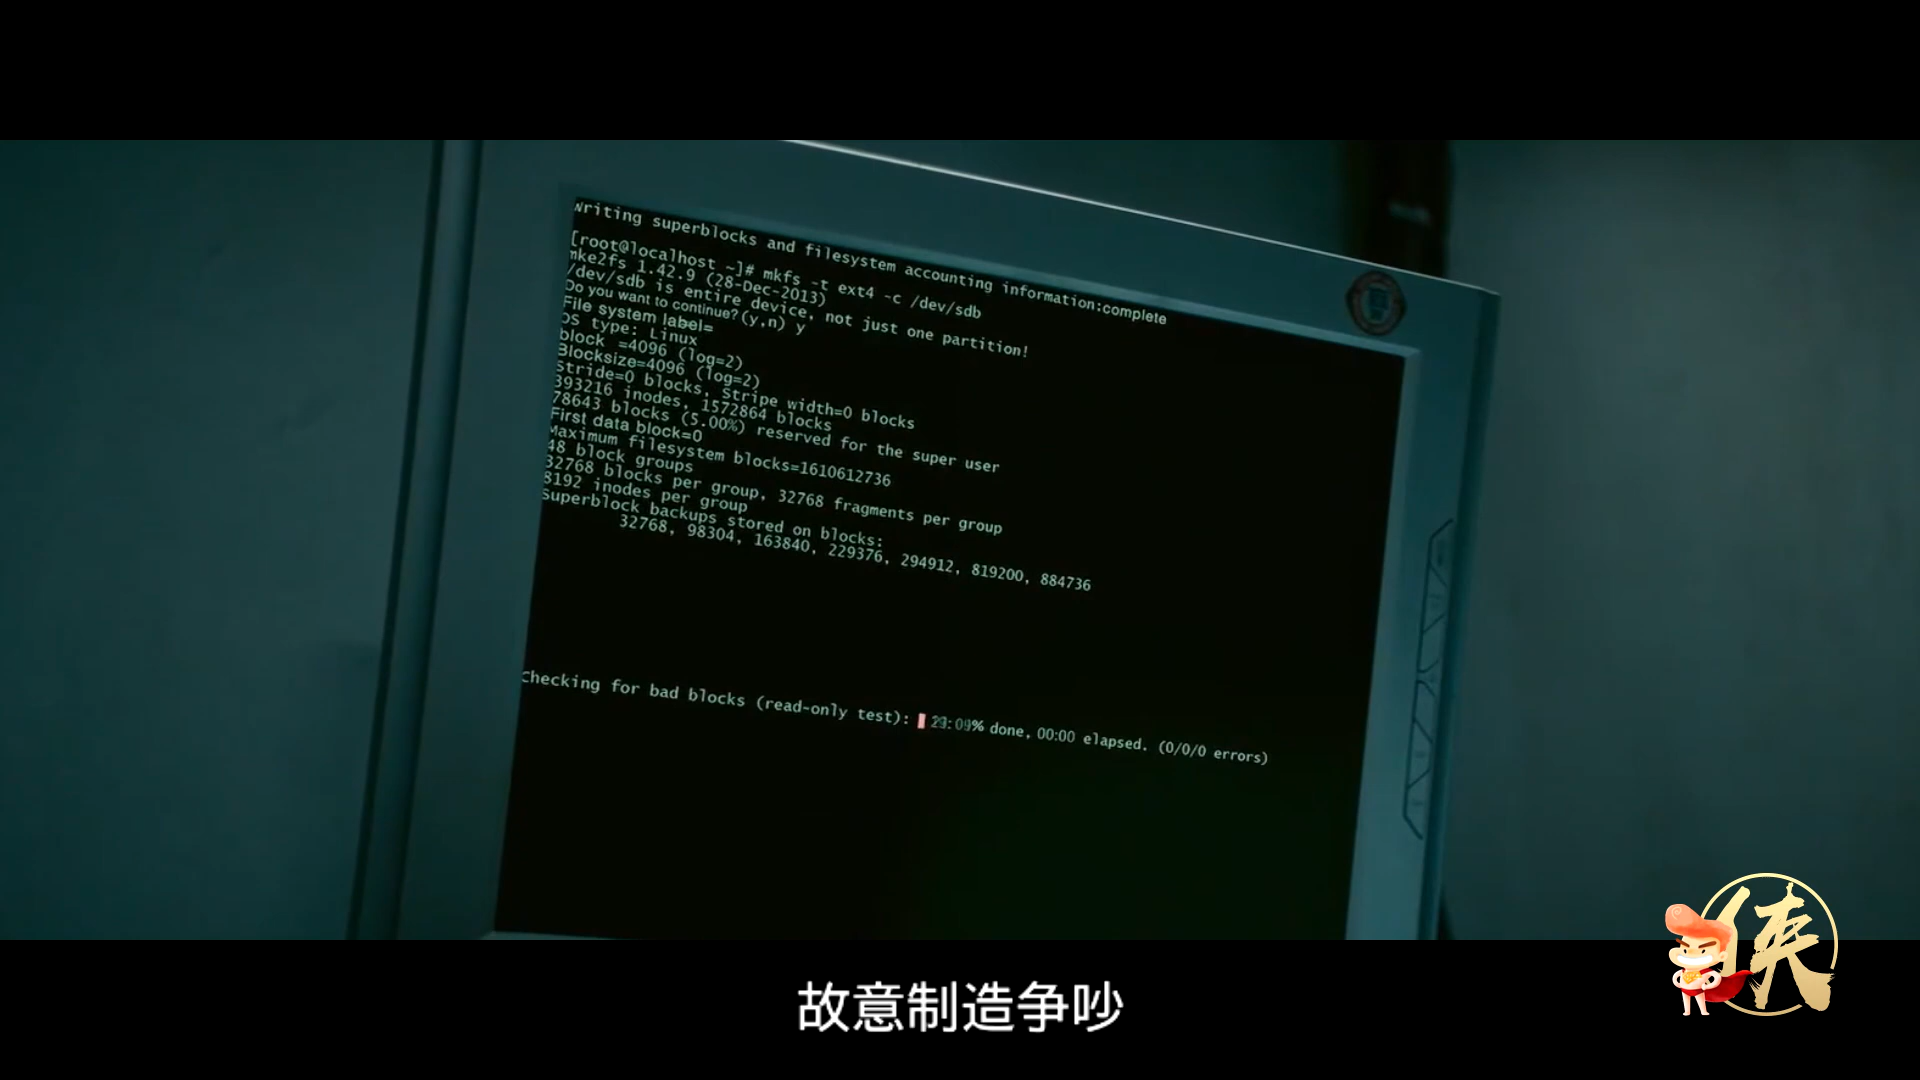 Writing superblocks and filesystem accounting information:complete
[root@localhost ~]# mkfs -t ext4 -c /dev/sdb
mke2fs 1.42.9 (28-Dec-2013)
/dev/sdb is entire device, not just one partition!
Do you want to continue? (y,n) y
File system label=
OS type: Linux
block =4096 (log=2)
Blocksize=4096 (log=2)
Stride=0 blocks, Stripe width=0 blocks
393216 inodes, 1572864 blocks
78643 blocks (5.00%) reserved for the super user
First data block=0
Maximum filesystem blocks=1610612736
48 block groups
32768 blocks per group, 32768 fragments per group
8192 inodes per group
Superblock backups stored on blocks:
32768, 98304, 163840, 229376, 294912, 819200, 884736
Checking for bad blocks (read-only test): done, 00:00 elapsed. (0/0/0 errors)
侠
故意制造争吵